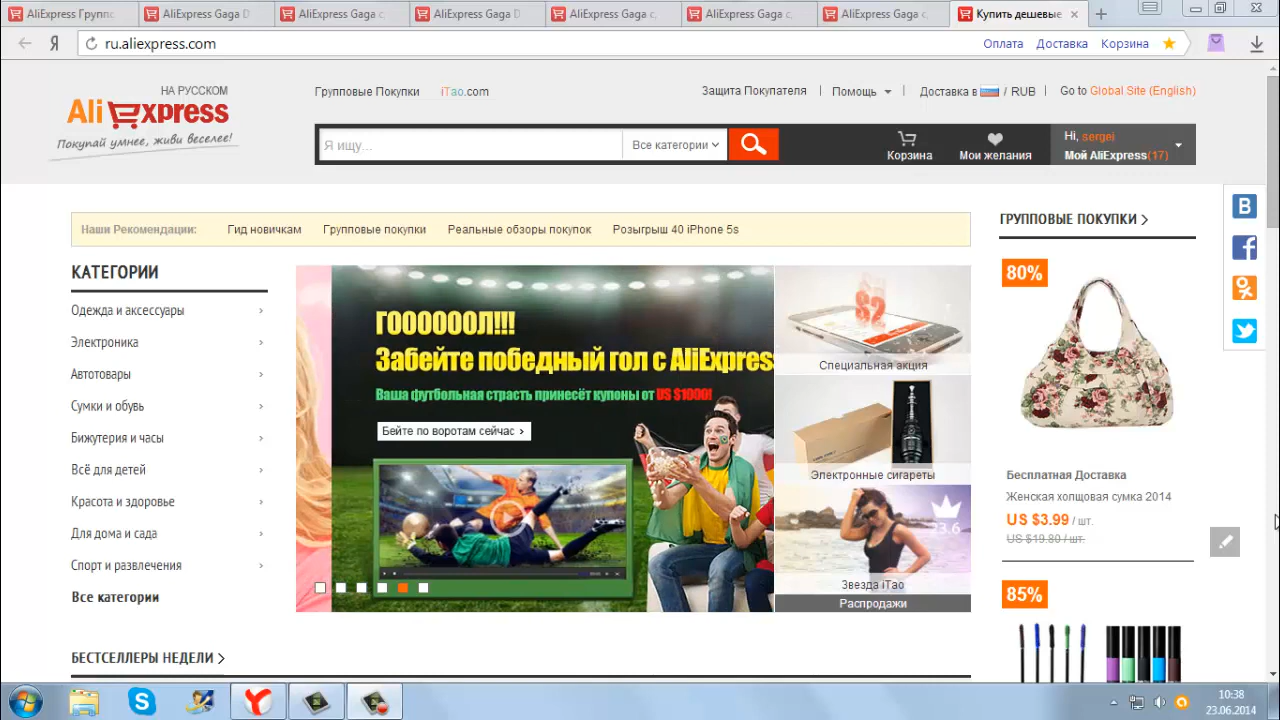 AliExpress Группо
AliExpress Gaga D
AliExpress Gaga с
AliExpress Gaga D
AliExpress Gaga с,
AliExpress Gaga с,
AliExpress Gaga с,
Купить дешевые
ru.aliexpress.com
Оплата Доставка Корзина
НА РУССКОМ
AliExpress
Покупай умнее, живи веселее!
Групповые Покупки iTao.com
Защита Покупателя | Помощь | Доставка в / RUB | Go to Global Site (English)
Я ищу...
Все категории
Корзина
Мои желания
Hi, sergei
Мой AliExpress(17)
Наши Рекомендации: Гид новичкам Групповые покупки Реальные обзоры покупок Розыгрыш 40 iPhone 5s
КАТЕГОРИИ
Одежда и аксессуары
Электроника
Автотовары
Сумки и обувь
Бижутерия и часы
Всё для детей
Красота и здоровье
Для дома и сада
Спорт и развлечения
Все категории
ГОООООOЛ!!!
Забейте победный гол с AliExpress
Ваша футбольная страсть принесёт купоны от US $1000!
Бейте по воротам сейчас >
$2
Специальная акция
Электронные сигареты
23.6
Звезда iTao
Распродажи
ГРУППОВЫЕ ПОКУПКИ >
80%
Бесплатная Доставка
Женская холщовая сумка 2014
US $3.99 / шт.
US $19.80 / шт.
85%
БЕСТСЕЛЛЕРЫ НЕДЕЛИ >
10:38
23.06.2014